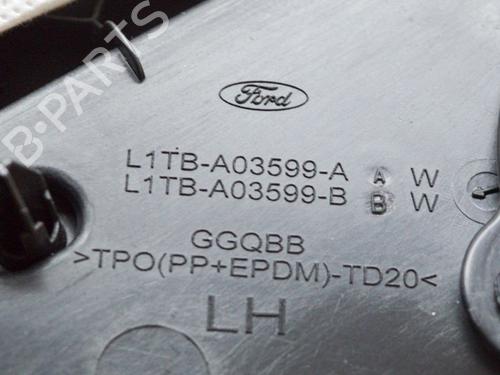 B-PARTS
Ford
L1TB-A03599-A A W
L1TB-A03599-B B W
GGQBB
>TPO(PP+EPDM)-TD20<
LH